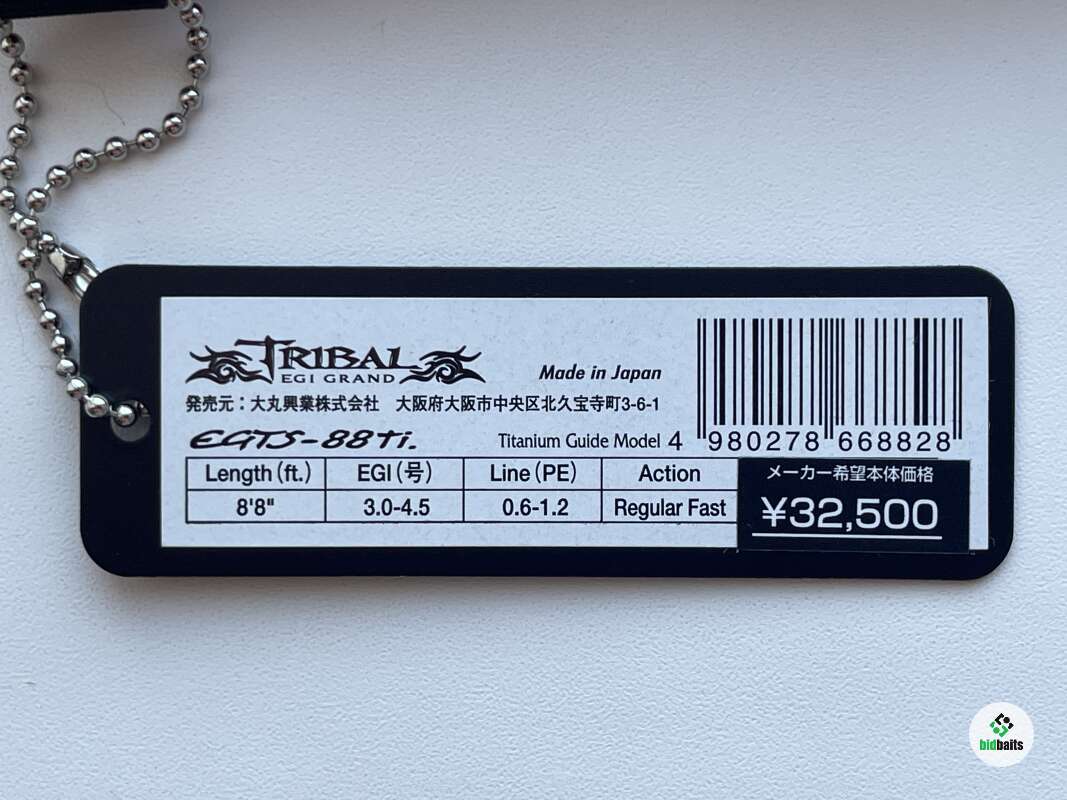 TRIBAL
EGI GRAND
Made in Japan
発売元：大丸興業株式会社 大阪府大阪市中央区北久宝寺町3-6-1
EGTS-88Ti.
Titanium Guide Model
4 980278 668828
Length(ft.) EGI(号) Line(PE) Action
8'8" 3.0-4.5 0.6-1.2 Regular Fast
メーカー希望本体価格
¥32,500
bidbaits